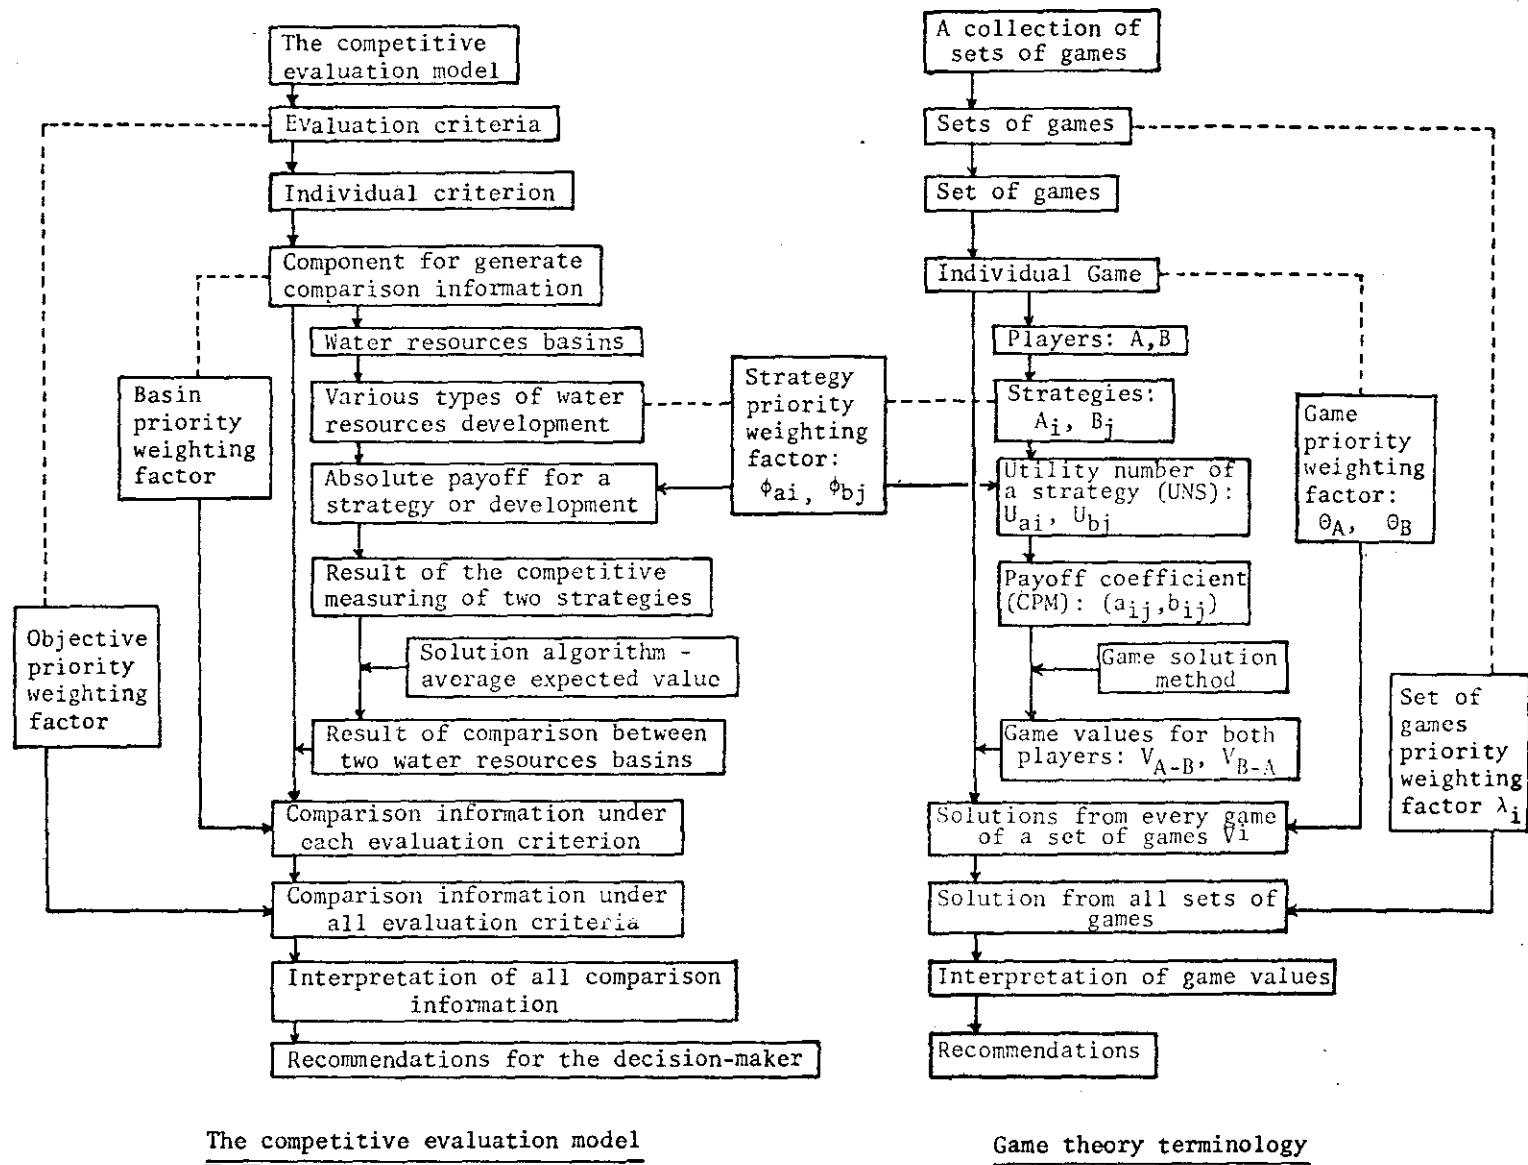 The competitive
evaluation model
Evaluation criteria
Individual criterion
Component for generate
comparison information
Water resources basins
Various types of water
resources development
Absolute payoff for a
strategy or development
Result of the competitive
measuring of two strategies
Solution algorithm -
average expected value
Result of comparison between
two water resources basins
Comparison information under
each evaluation criterion
Comparison information under
all evaluation criteria
Interpretation of all comparison
information
Recommendations for the decision-maker
Basin
priority
weighting
factor
Objective
priority
weighting
factor
Strategy
priority
weighting
factor:
ϕai, ϕbj
A collection of
sets of games
Sets of games
Set of games
Individual Game
Players: A,B
Strategies:
Ai, Bj
Utility number of
a strategy (UNS):
Uai, Ubj
Payoff coefficient
(CPM): (aij,bij)
Game solution
method
Game values for both
players: VA-B, VB-A
Solutions from every game
of a set of games ∇i
Solution from all sets of
games
Interpretation of game values
Recommendations
Game
priority
weighting
factor:
ΘA, ΘB
Set of
games
priority
weighting
factor λi
The competitive evaluation model
Game theory terminology